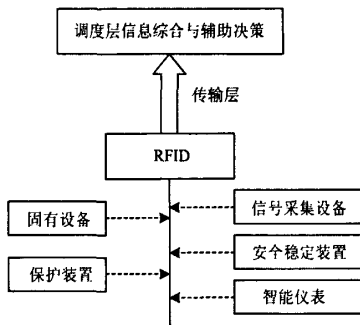 调度层信息综合与辅助决策
传输层
RFID
信号采集设备
固有设备
安全稳定装置
保护装置
智能仪表